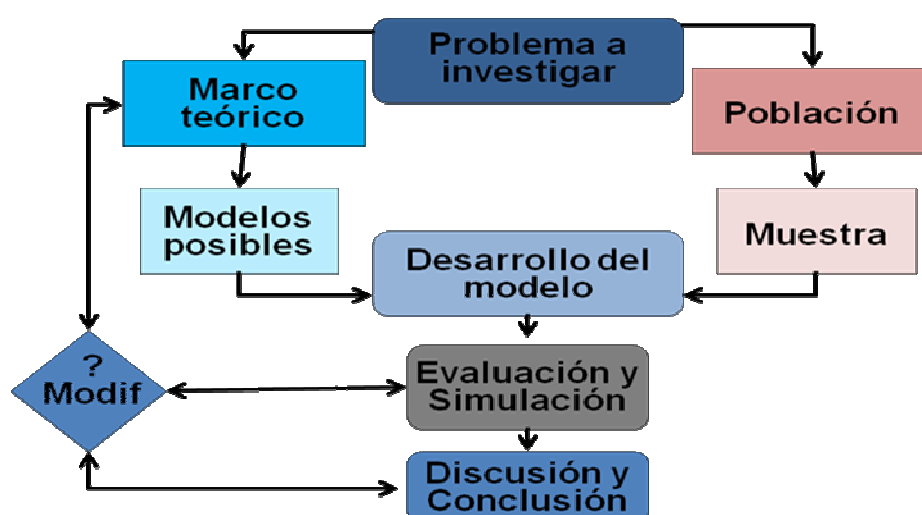 Problema a
investigar
Marco
teórico
Población
Modelos
posibles
Muestra
Desarrollo del
modelo
?
Modif
Evaluación y
Simulación
Discusión y
Conclusión